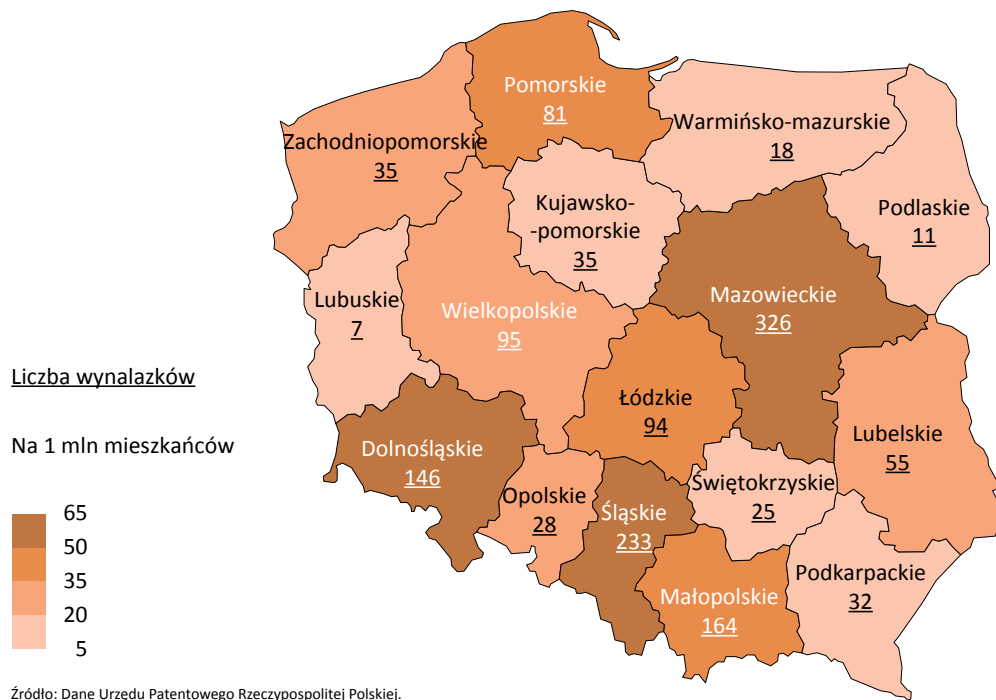 Pomorskie
81
Zachodniopomorskie
35
Warmińsko-mazurskie
18
Kujawsko-
-pomorskie
35
Podlaskie
11
Lubuskie
7
Wielkopolskie
95
Mazowieckie
326
Liczba wynalazków
Na 1 mln mieszkańców
65
50
35
20
5
Łódzkie
94
Lubelskie
55
Dolnośląskie
146
Opolskie
28
Śląskie
233
Świętokrzyskie
25
Małopolskie
164
Podkarpackie
32
Źródło: Dane Urzędu Patentowego Rzeczypospolitej Polskiej.